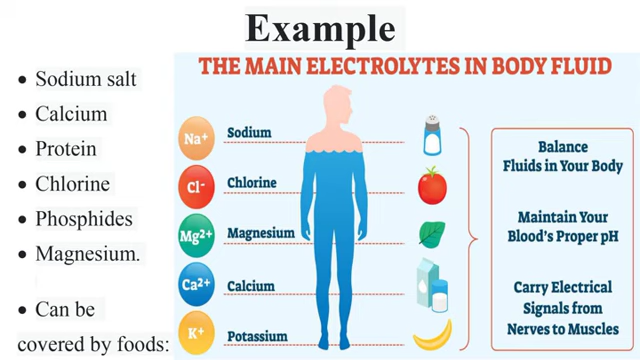 Example
• Sodium salt
• Calcium
• Protein
• Chlorine
• Phosphides
• Magnesium.
• Can be
covered by foods:
THE MAIN ELECTROLYTES IN BODY FLUID
Na+
Sodium
Cl-
Chlorine
Mg2+
Magnesium
Ca2+
Calcium
K+
Potassium
Balance
Fluids in Your Body
Maintain Your
Blood's Proper pH
Carry Electrical
Signals from
Nerves to Muscles